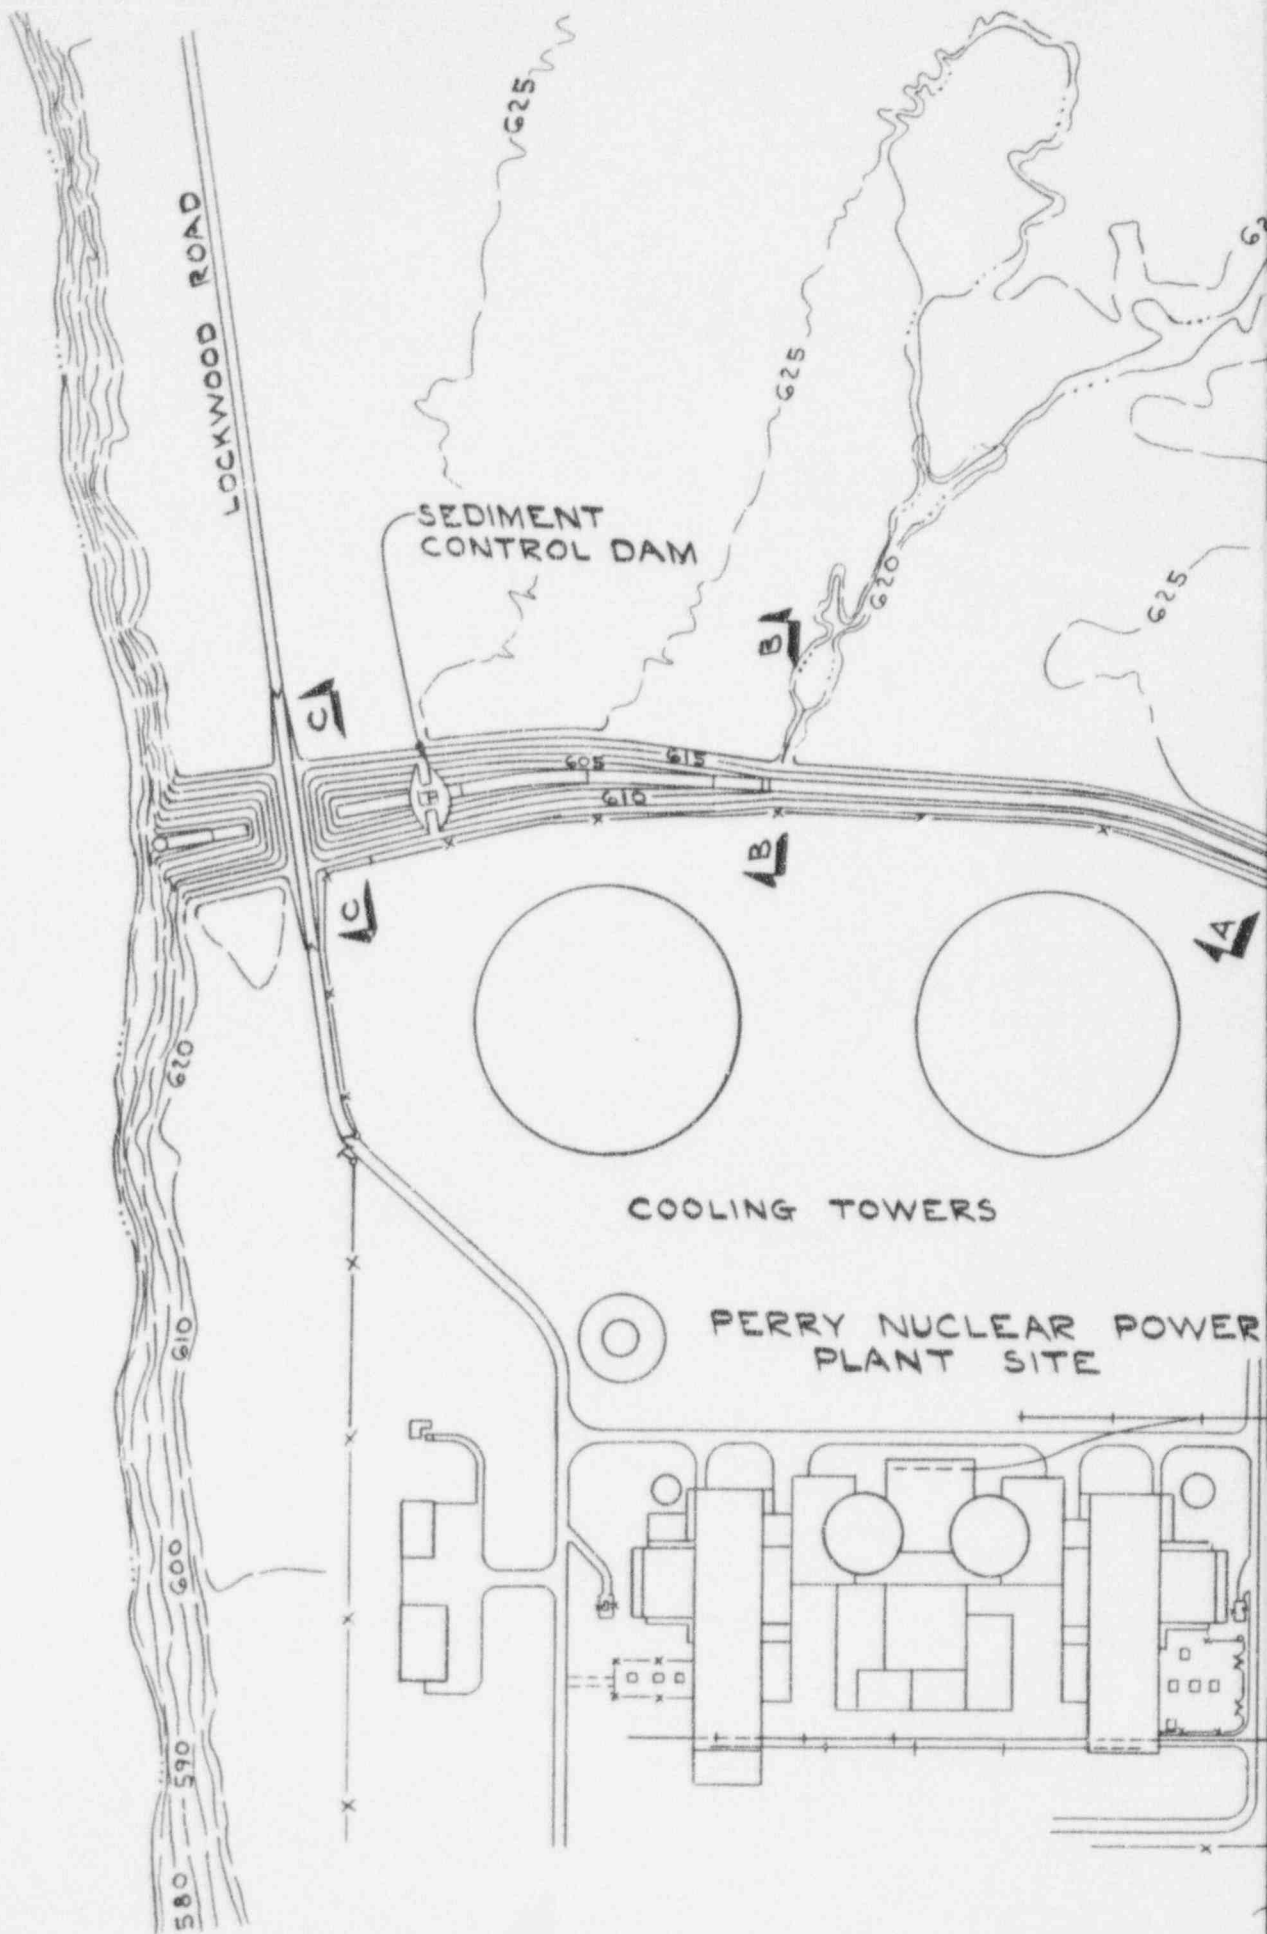 625
LOCKWOOD ROAD
625
SEDIMENT
CONTROL DAM
620
625
B
C
605
615
610
B
C
A
620
COOLING TOWERS
610
PERRY NUCLEAR POWER
PLANT SITE
600
590
580